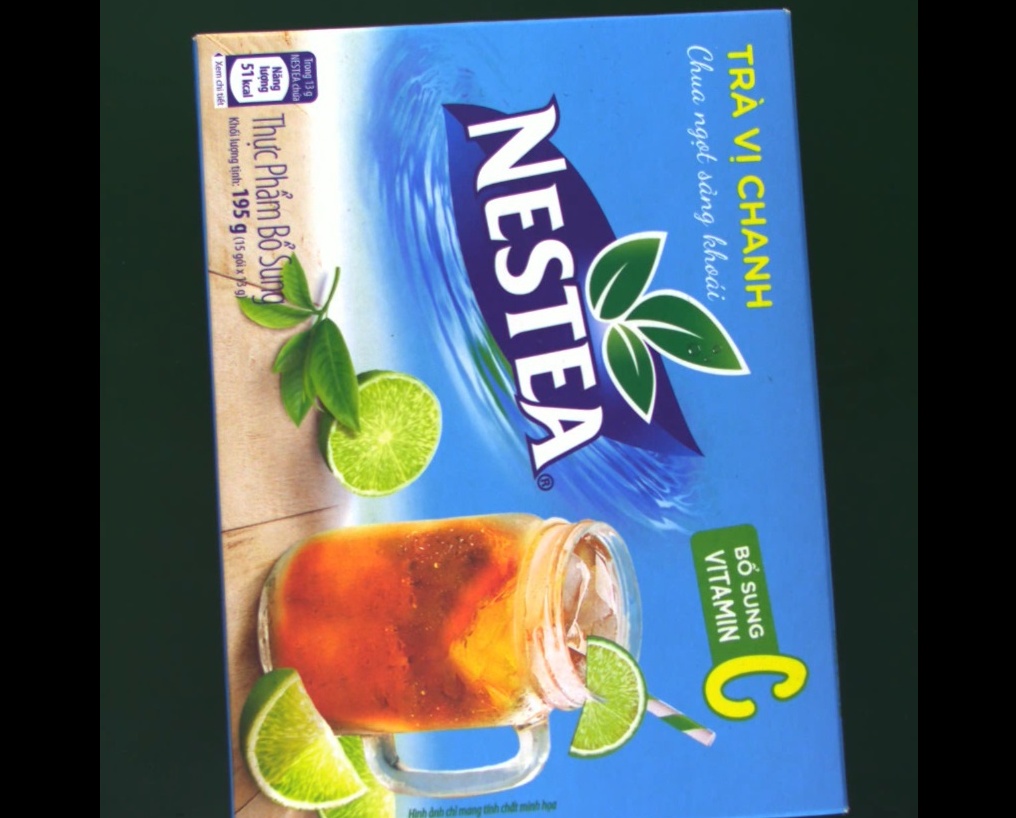 TRÀ VỊ CHANH
Chua ngọt sảng khoái
NESTEA®
BỔ SUNG
VITAMIN
C
Trong 13 g
NESTEA chứa
Năng
lượng
51 kcal
Xem chi tiết
Thực Phẩm Bổ Sung
Khối lượng tịnh: 195 g (15 gói x 13 g)
Hình ảnh chỉ mang tính chất minh họa